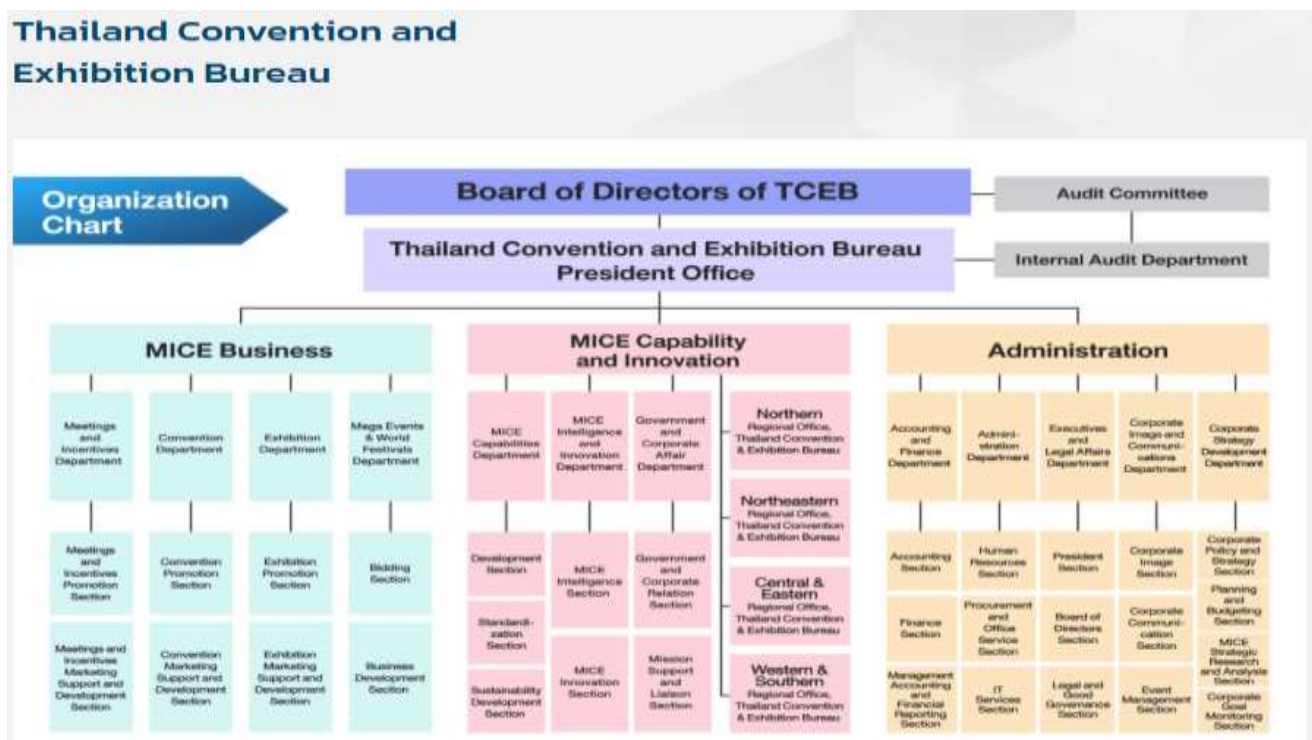 Thailand Convention and
Exhibition Bureau
Organization
Chart
Board of Directors of TCEB
Audit Committee
Thailand Convention and Exhibition Bureau
President Office
Internal Audit Department
MICE Business
MICE Capability
and Innovation
Administration
Meetings
and
Incentives
Department
Convention
Department
Exhibition
Department
Mega Events
& World
Festivals
Department
MICE
Capabilities
Department
MICE
Intelligence
and
Innovation
Department
Government
and
Corporate
Affair
Department
Northern
Regional Office,
Thailand Convention
& Exhibition Bureau
Northeastern
Regional Office,
Thailand Convention
& Exhibition Bureau
Central &
Eastern
Regional Office,
Thailand Convention
& Exhibition Bureau
Western &
Southern
Regional Office,
Thailand Convention
& Exhibition Bureau
Accounting
and
Finance
Department
Admini-
stration
Department
Executives
and
Legal Affairs
Department
Corporate
Image and
Communi-
cations
Department
Corporate
Strategy
Development
Department
Meetings
and
Incentives
Promotion
Section
Convention
Promotion
Section
Exhibition
Promotion
Section
Bidding
Section
Meetings and
Incentives
Marketing
Support and
Development
Section
Convention
Marketing
Support and
Development
Section
Exhibition
Marketing
Support and
Development
Section
Business
Development
Section
Development
Section
Standardi-
zation
Section
Sustainability
Development
Section
MICE
Intelligence
Section
MICE
Innovation
Section
Government
and
Corporate
Relation
Section
Mission
Support
and
Liaison
Section
Accounting
Section
Finance
Section
Management
Accounting
and
Financial
Reporting
Section
Human
Resources
Section
Procurement
and
Office
Service
Section
IT
Services
Section
President
Section
Board of
Directors
Section
Legal and
Good
Governance
Section
Corporate
Image
Section
Corporate
Communi-
cation
Section
Event
Management
Section
Corporate
Policy and
Strategy
Section
Planning
and
Budgeting
Section
MICE
Strategic
Research
and Analysis
Section
Corporate
Goal
Monitoring
Section